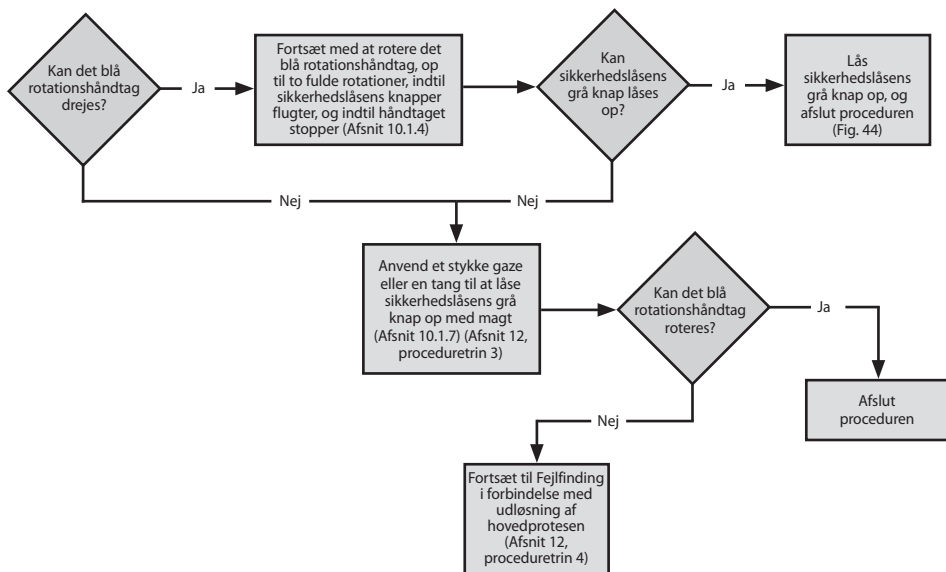 Kan det blå
rotationshåndtag
drejes?
Ja
Fortsæt med at rotere det
blå rotationshåndtag, op
til to fulde rotationer, indtil
sikkerhedslåsens knapper
flugter, og indtil håndtaget
stopper (Afsnit 10.1.4)
Kan
sikkerhedslåsens
grå knap låses
op?
Ja
Lås
sikkerhedslåsens
grå knap op, og
afslut proceduren
(Fig. 44)
Nej
Nej
Anvend et stykke gaze
eller en tang til at låse
sikkerhedslåsens grå
knap op med magt
(Afsnit 10.1.7) (Afsnit 12,
proceduretrin 3)
Kan det blå
rotationshåndtag
roteres?
Ja
Afslut
proceduren
Nej
Fortsæt til Fejlfinding
i forbindelse med
udløsning af
hovedprotesen
(Afsnit 12,
proceduretrin 4)